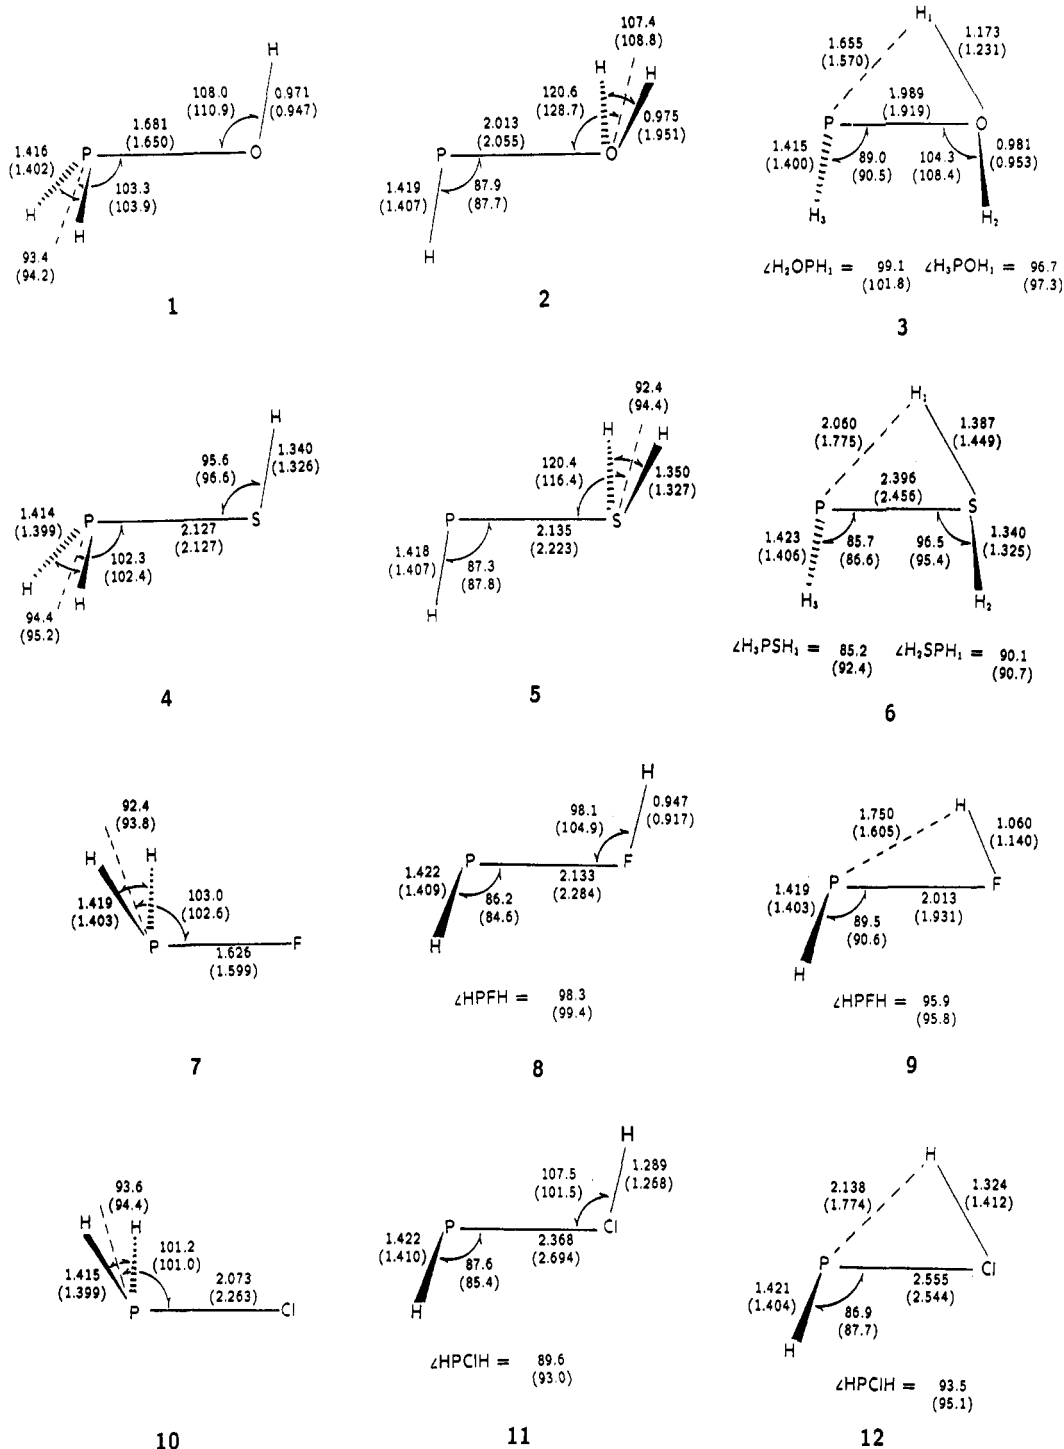 H
108.0
(110.9)
0.971
(0.947)
1.681
(1.650)
1.416
(1.402)
P
O
103.3
(103.9)
H
H
93.4
(94.2)
1
107.4
(108.8)
H
H
120.6
(128.7)
0.975
(1.951)
2.013
(2.055)
P
O
1.419
(1.407)
87.9
(87.7)
H
2
H₁
1.655
(1.570)
1.173
(1.231)
1.989
(1.919)
P
O
1.415
(1.400)
89.0
(90.5)
104.3
(108.4)
0.981
(0.953)
H₃
H₂
∠H₂OPH₁ = 99.1
(101.8)
∠H₃POH₁ = 96.7
(97.3)
3
H
95.6
(96.6)
1.340
(1.326)
1.414
(1.399)
P
S
2.127
(2.127)
102.3
(102.4)
H
H
94.4
(95.2)
4
92.4
(94.4)
H
H
120.4
(116.4)
1.350
(1.327)
P
S
2.135
(2.223)
1.418
(1.407)
87.3
(87.8)
H
5
H₁
2.060
(1.775)
1.387
(1.449)
2.396
(2.456)
P
S
1.423
(1.406)
85.7
(86.6)
96.5
(95.4)
1.340
(1.325)
H₃
H₂
∠H₃PSH₁ = 85.2
(92.4)
∠H₂SPH₁ = 90.1
(90.7)
6
92.4
(93.8)
H
H
1.419
(1.403)
103.0
(102.6)
P
F
1.626
(1.599)
7
H
98.1
(104.9)
0.947
(0.917)
P
F
1.422
(1.409)
86.2
(84.6)
2.133
(2.284)
H
∠HPFH = 98.3
(99.4)
8
H
1.750
(1.605)
1.060
(1.140)
1.419
(1.403)
P
F
89.5
(90.6)
2.013
(1.931)
H
∠HPFH = 95.9
(95.8)
9
93.6
(94.4)
H
H
101.2
(101.0)
1.415
(1.399)
2.073
(2.263)
P
Cl
10
H
107.5
(101.5)
1.289
(1.268)
P
Cl
1.422
(1.410)
87.6
(85.4)
2.368
(2.694)
H
∠HPClH = 89.6
(93.0)
11
H
2.138
(1.774)
1.324
(1.412)
P
Cl
1.421
(1.404)
86.9
(87.7)
2.555
(2.544)
H
∠HPClH = 93.5
(95.1)
12